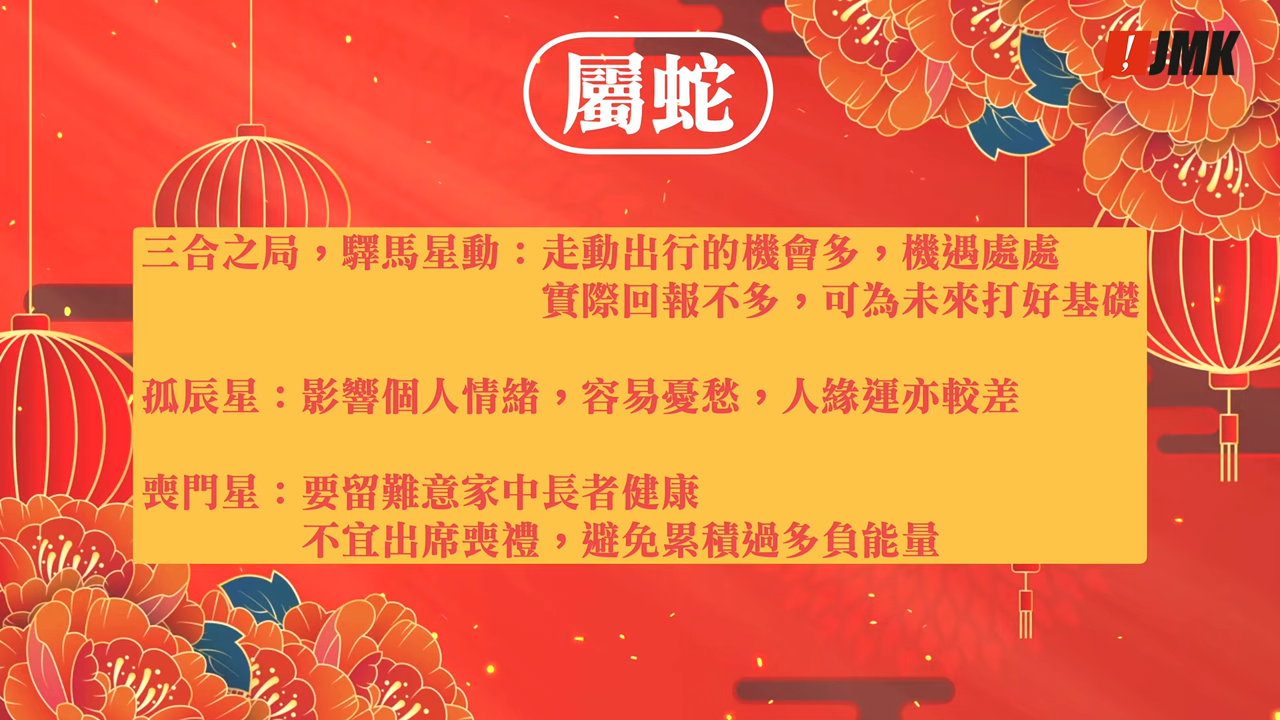 屬蛇
JMK
三合之局，驛馬星動：走動出行的機會多，機遇處處
實際回報不多，可為未來打好基礎
孤辰星：影響個人情緒，容易憂愁，人緣運亦較差
喪門星：要留難意家中長者健康
不宜出席喪禮，避免累積過多負能量